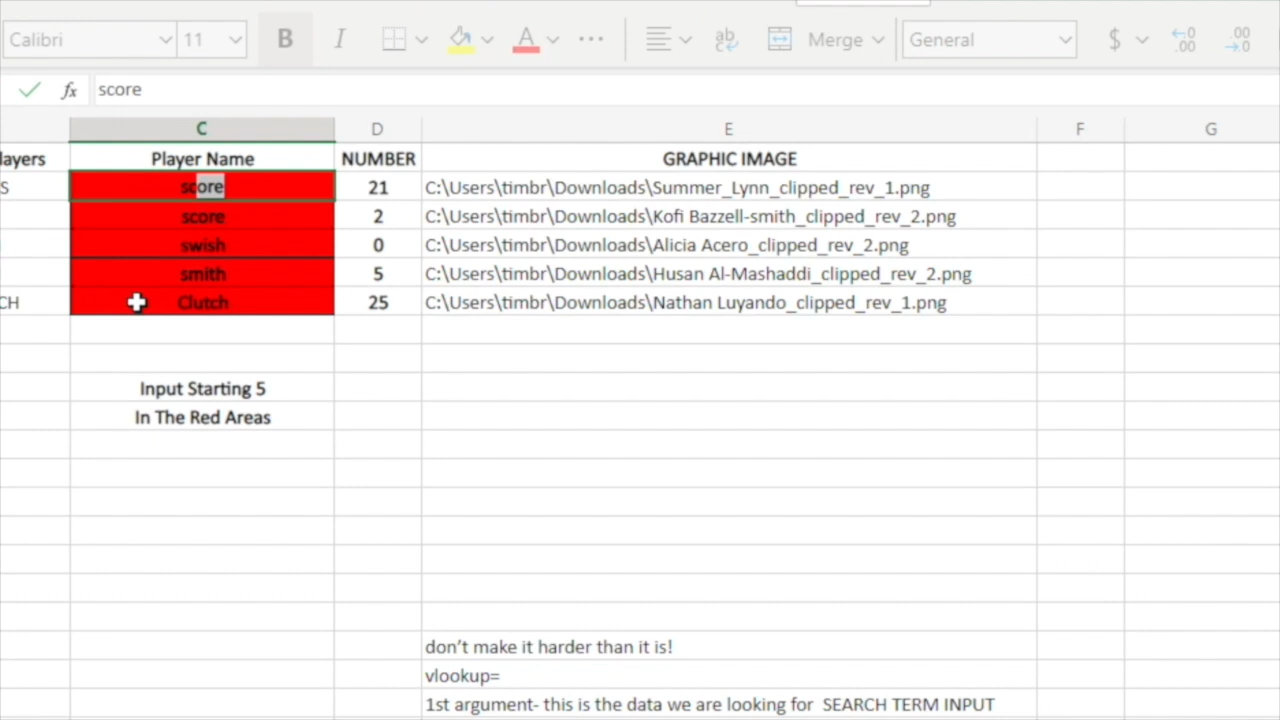 Calibri 11 B I ab Merge General $ .00 .00
fx score
C D E F G
layers Player Name NUMBER GRAPHIC IMAGE
S score 21 C:\Users\timbr\Downloads\Summer_Lynn_clipped_rev_1.png
score 2 C:\Users\timbr\Downloads\Kofi Bazzell-smith_clipped_rev_2.png
swish 0 C:\Users\timbr\Downloads\Alicia Acero_clipped_rev_2.png
smith 5 C:\Users\timbr\Downloads\Husan Al-Mashaddi_clipped_rev_2.png
CH Clutch 25 C:\Users\timbr\Downloads\Nathan Luyando_clipped_rev_1.png
Input Starting 5
In The Red Areas
don’t make it harder than it is!
vlookup=
1st argument- this is the data we are looking for SEARCH TERM INPUT